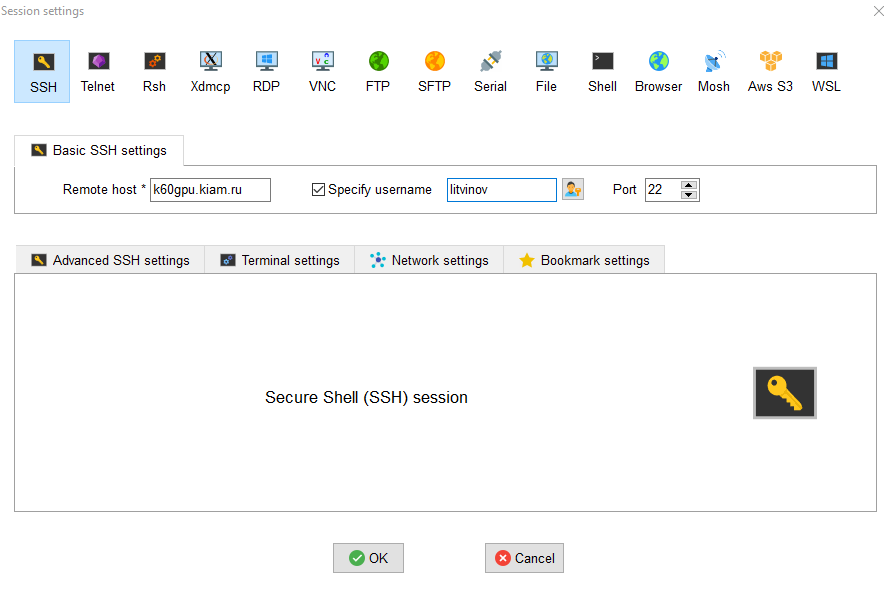 Session settings
SSH Telnet Rsh Xdmcp RDP VNC FTP SFTP Serial File Shell Browser Mosh Aws S3 WSL
Basic SSH settings
Remote host * k60gpu.kiam.ru Specify username litvinov Port 22
Advanced SSH settings Terminal settings Network settings Bookmark settings
Secure Shell (SSH) session
OK Cancel